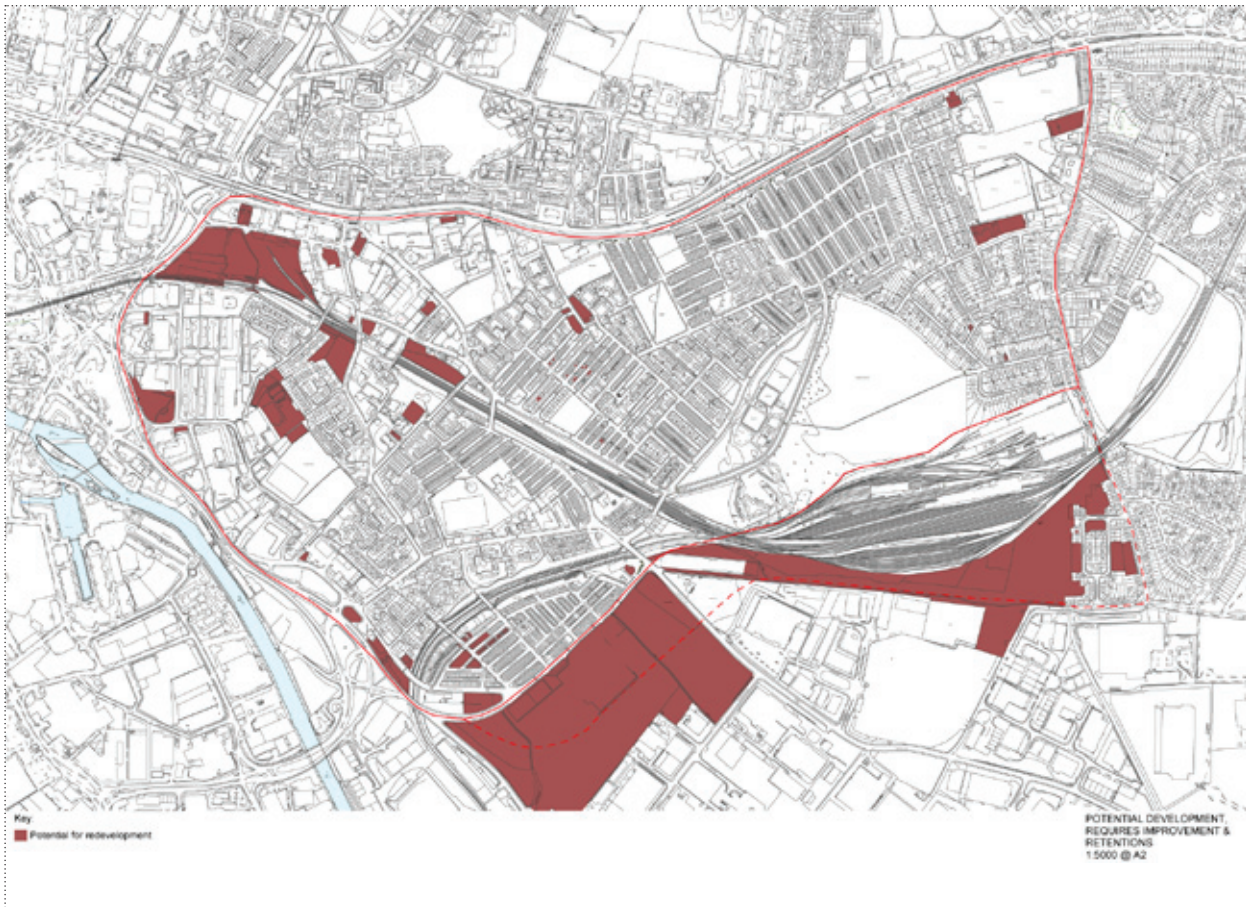 Key
Potential for redevelopment
POTENTIAL DEVELOPMENT,
REQUIRES IMPROVEMENT &
RETENTIONS
1:5000 @ A2